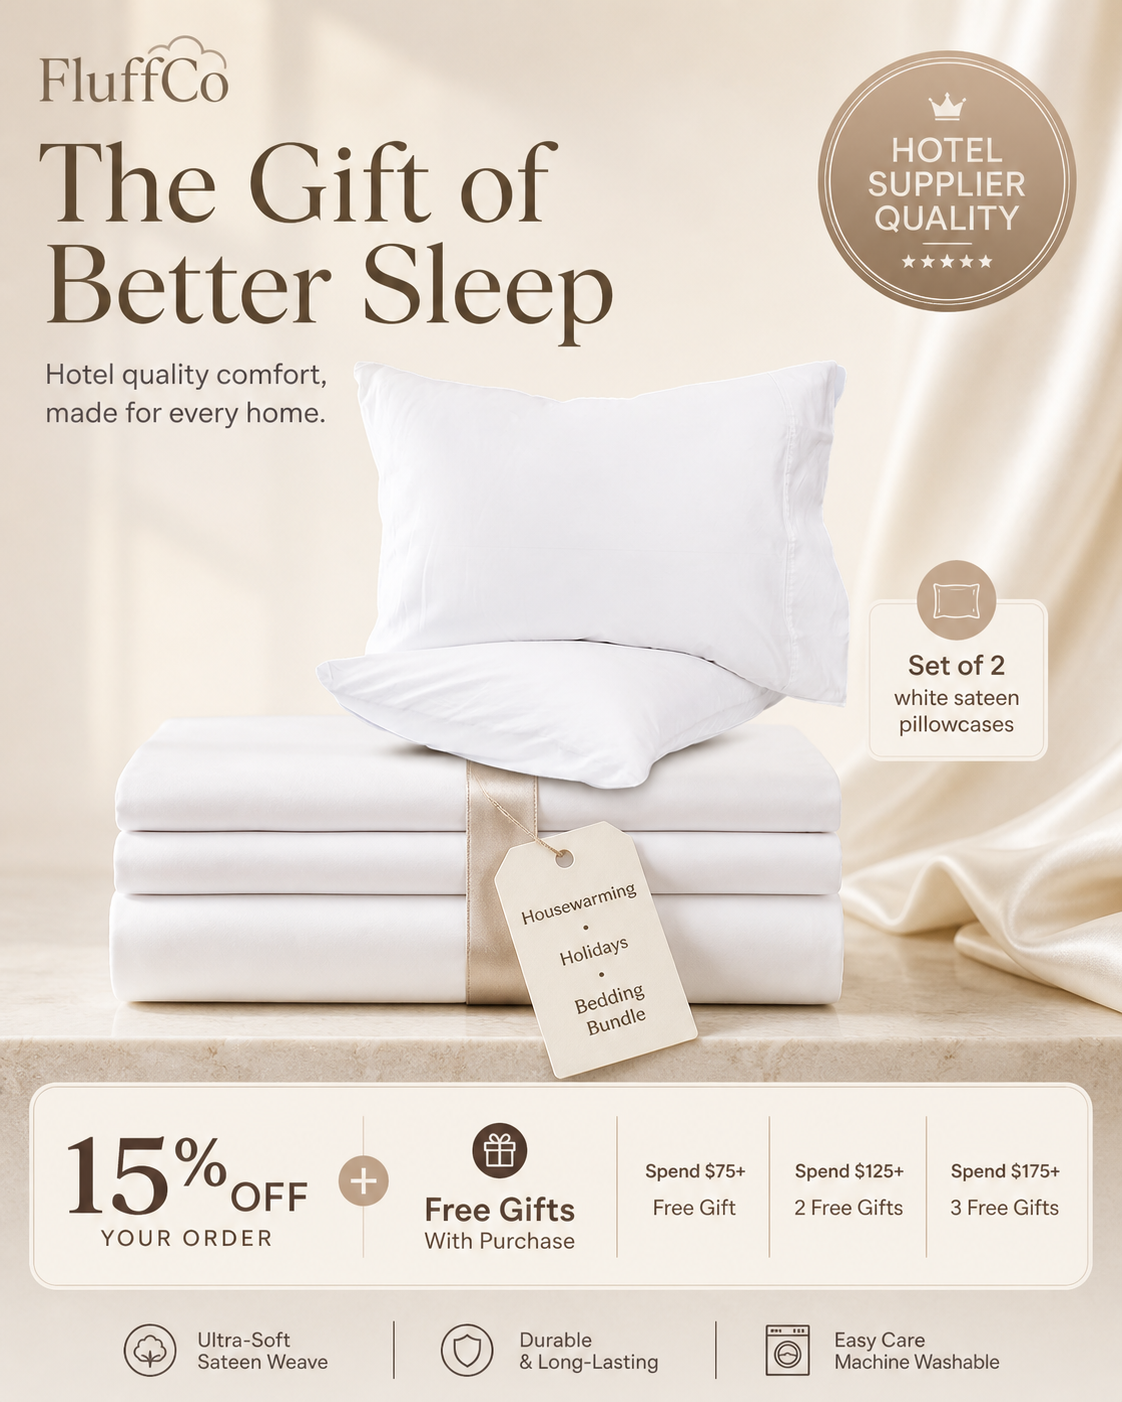 FluffCo
The Gift of
Better Sleep
Hotel quality comfort,
made for every home.
HOTEL
SUPPLIER
QUALITY
Set of 2
white sateen
pillowcases
Housewarming
•
Holidays
•
Bedding
Bundle
15% OFF
YOUR ORDER
+
Free Gifts
With Purchase
Spend $75+
Free Gift
Spend $125+
2 Free Gifts
Spend $175+
3 Free Gifts
Ultra-Soft
Sateen Weave
Durable
& Long-Lasting
Easy Care
Machine Washable